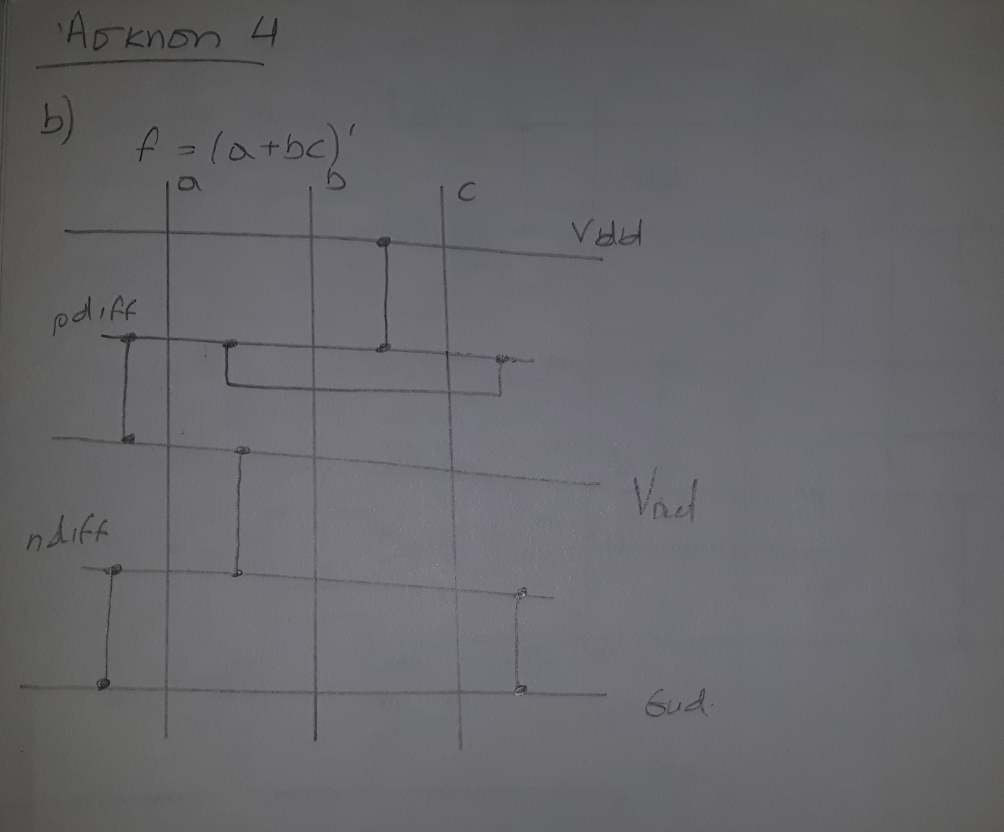 Άσκηση 4
b)
f = (a+bc)'
a b c
Vdd
pdiff
Vout
ndiff
Gnd